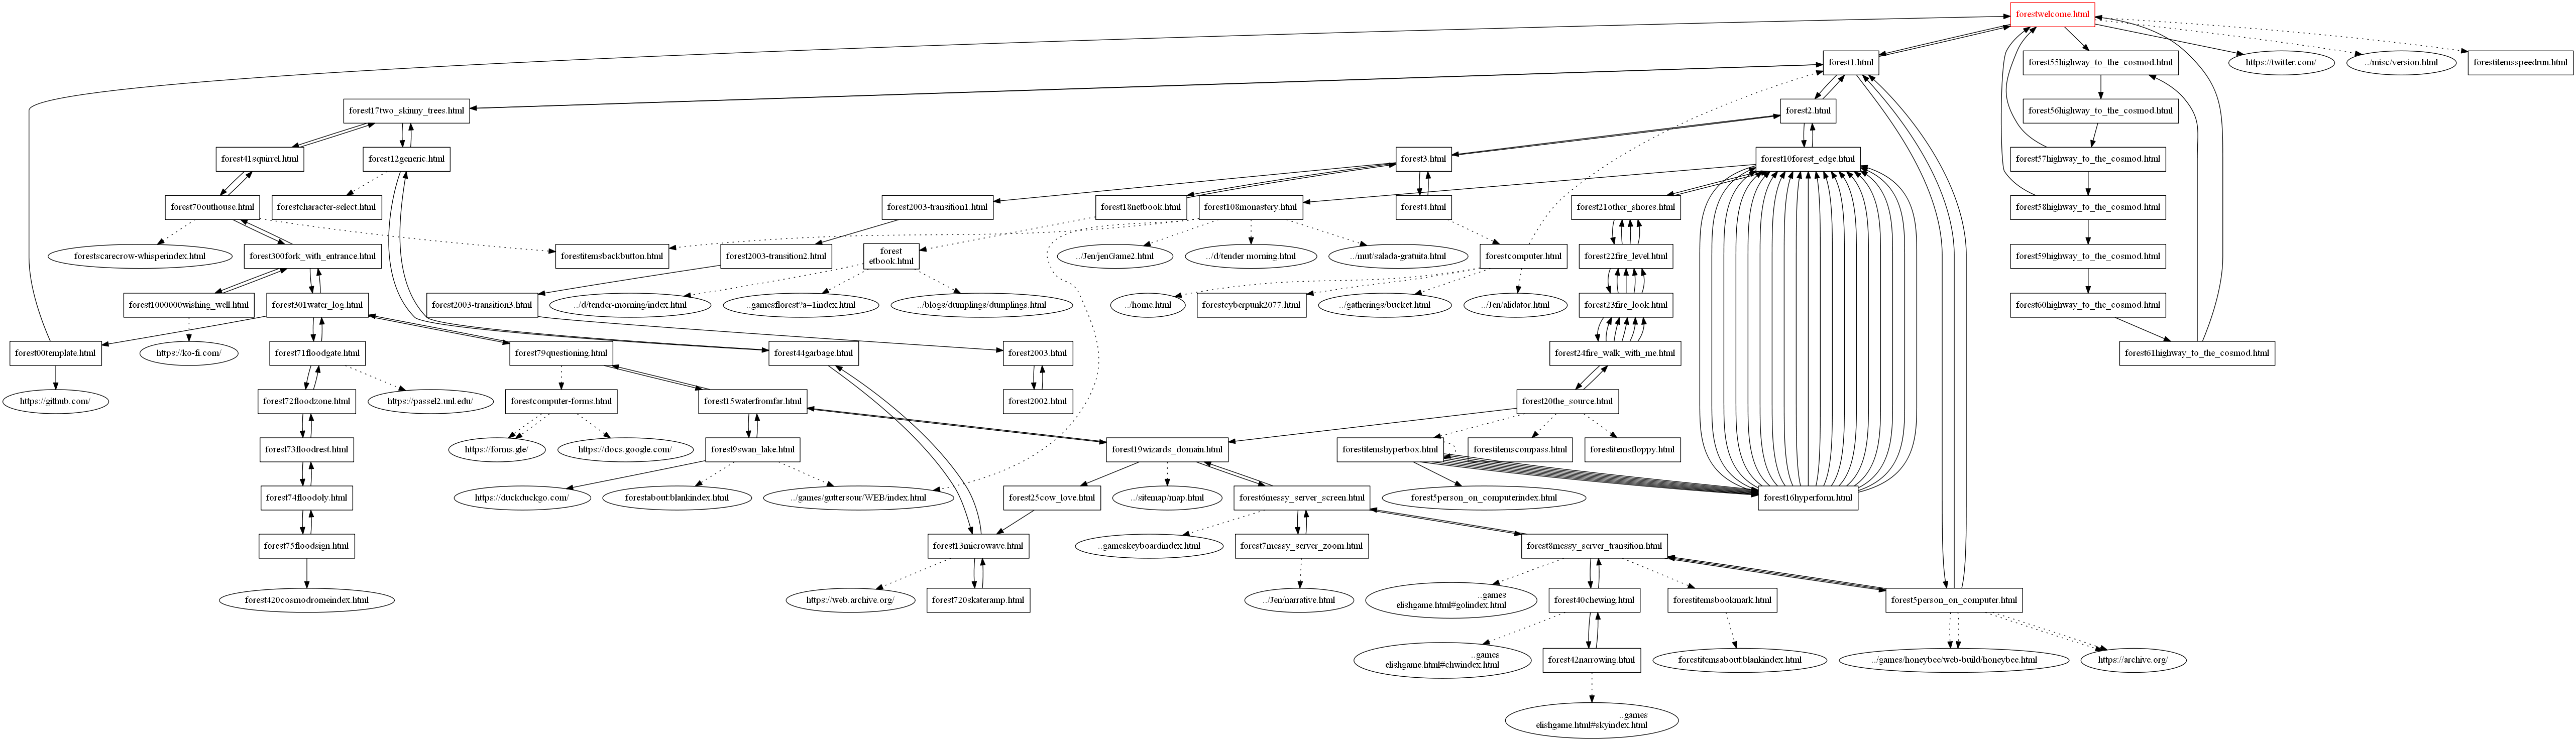 forestwelcome.html
forest1.html
forest55highway_to_the_cosmod.html
https://twitter.com/
../misc/version.html
forestitemsspeedrun.html
forest17two_skinny_trees.html
forest2.html
forest56highway_to_the_cosmod.html
forest41squirrel.html
forest12generic.html
forest3.html
forest10forest_edge.html
forest57highway_to_the_cosmod.html
forest70outhouse.html
forestcharacter-select.html
forest2003-transition1.html
forest18netbook.html
forest108monastery.html
forest4.html
forest21other_shores.html
forest58highway_to_the_cosmod.html
forestscarecrow-whisperindex.html
forest300fork_with_entrance.html
forestitemsbackbutton.html
forest2003-transition2.html
forest
etbook.html
../Jen/jenGame2.html
../d/tender morning.html
../mut/salada-gratuita.html
forestcomputer.html
forest22fire_level.html
forest59highway_to_the_cosmod.html
forest1000000wishing_well.html
forest301water_log.html
forest2003-transition3.html
../d/tender-morning/index.html
..gamesflorest?a=1index.html
../blogs/dumplings/dumplings.html
../home.html
forestcyberpunk2077.html
../gatherings/bucket.html
../Jen/alidator.html
forest23fire_look.html
forest60highway_to_the_cosmod.html
forest00template.html
https://ko-fi.com/
forest71floodgate.html
forest79questioning.html
forest44garbage.html
forest2003.html
forest24fire_walk_with_me.html
forest61highway_to_the_cosmod.html
https://github.com/
forest72floodzone.html
https://passel2.unl.edu/
forestcomputer-forms.html
forest15waterfromfar.html
forest2002.html
forest20the_source.html
forest73floodrest.html
https://forms.gle/
https://docs.google.com/
forest9swan_lake.html
forest19wizards_domain.html
forestitemshyperbox.html
forestitemscompass.html
forestitemsfloppy.html
forest74floodoly.html
https://duckduckgo.com/
forestabout:blankindex.html
../games/guttersour/WEB/index.html
forest25cow_love.html
../sitemap/map.html
forest6messy_server_screen.html
forest5person_on_computerindex.html
forest16hyperform.html
forest75floodsign.html
forest13microwave.html
..gameskeyboardindex.html
forest7messy_server_zoom.html
forest8messy_server_transition.html
forest420cosmodromeindex.html
https://web.archive.org/
forest720skateramp.html
../Jen/narrative.html
..games
elishgame.html#golindex.html
forest40chewing.html
forestitemsbookmark.html
forest5person_on_computer.html
..games
elishgame.html#chwindex.html
forest42narrowing.html
forestitemsabout:blankindex.html
../games/honeybee/web-build/honeybee.html
https://archive.org/
..games
elishgame.html#skyindex.html